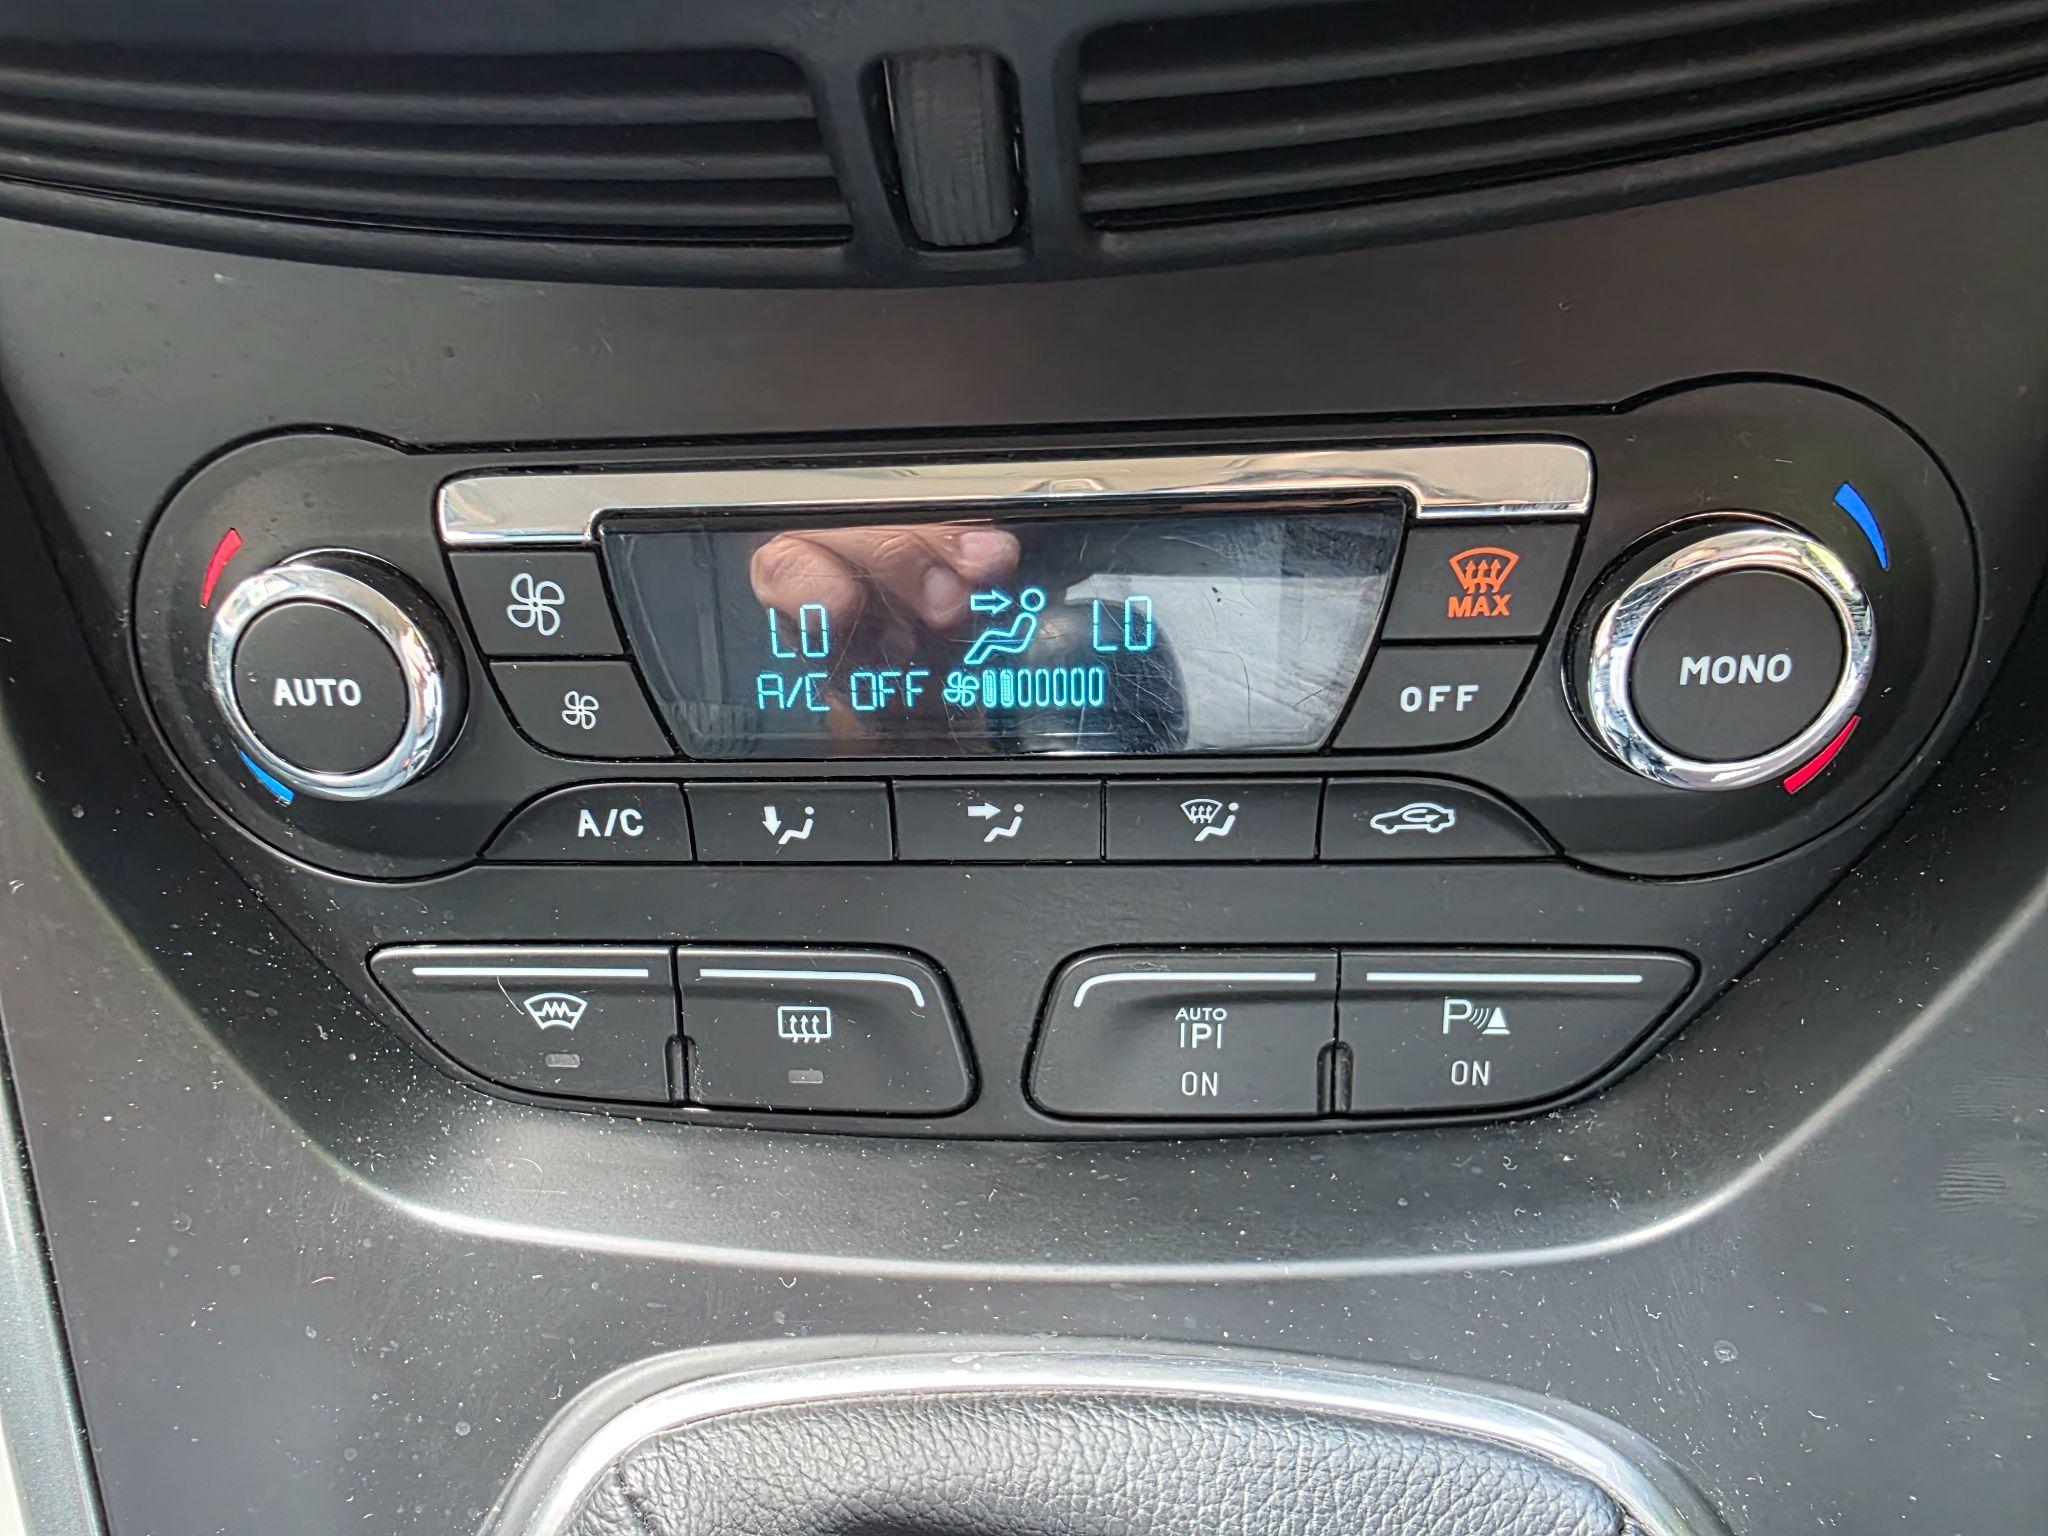 LO LO
A/C OFF
MAX
AUTO
OFF
MONO
A/C
AUTO
P
ON
P
ON